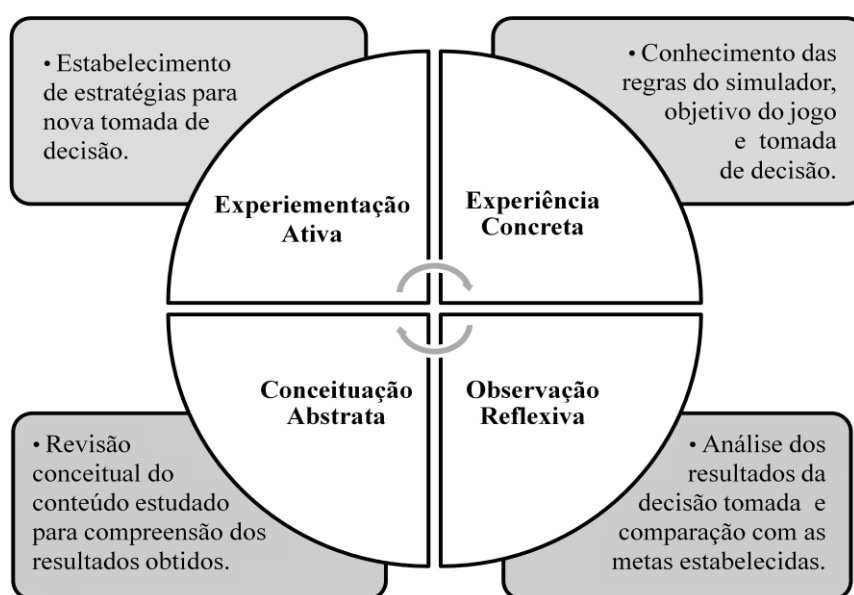 • Estabelecimento
de estratégias para
nova tomada de
decisão.
• Conhecimento das
regras do simulador,
objetivo do jogo
e tomada
de decisão.
Experiementação
Ativa
Experiência
Concreta
Conceituação
Abstrata
Observação
Reflexiva
• Revisão
conceitual do
conteúdo estudado
para compreensão dos
resultados obtidos.
• Análise dos
resultados da
decisão tomada e
comparação com as
metas estabelecidas.